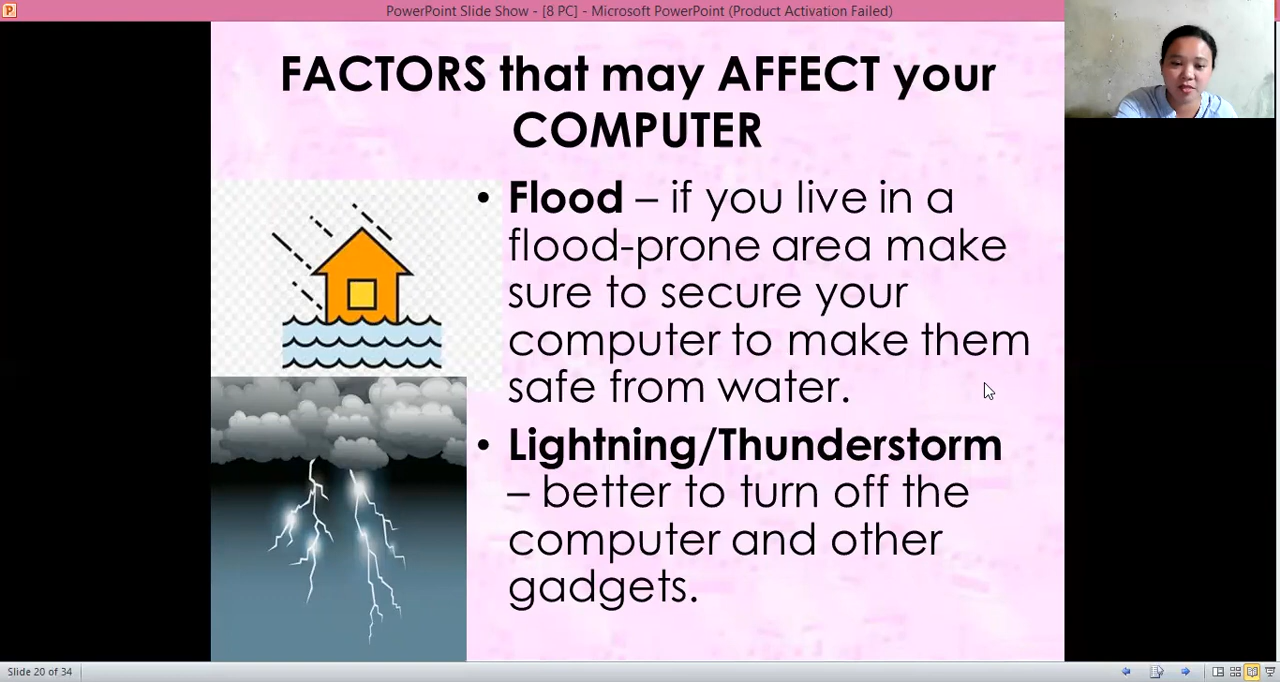 PowerPoint Slide Show - [8 PC] - Microsoft PowerPoint (Product Activation Failed)
FACTORS that may AFFECT your
COMPUTER
• Flood – if you live in a
flood-prone area make
sure to secure your
computer to make them
safe from water.
• Lightning/Thunderstorm
– better to turn off the
computer and other
gadgets.
Slide 20 of 34